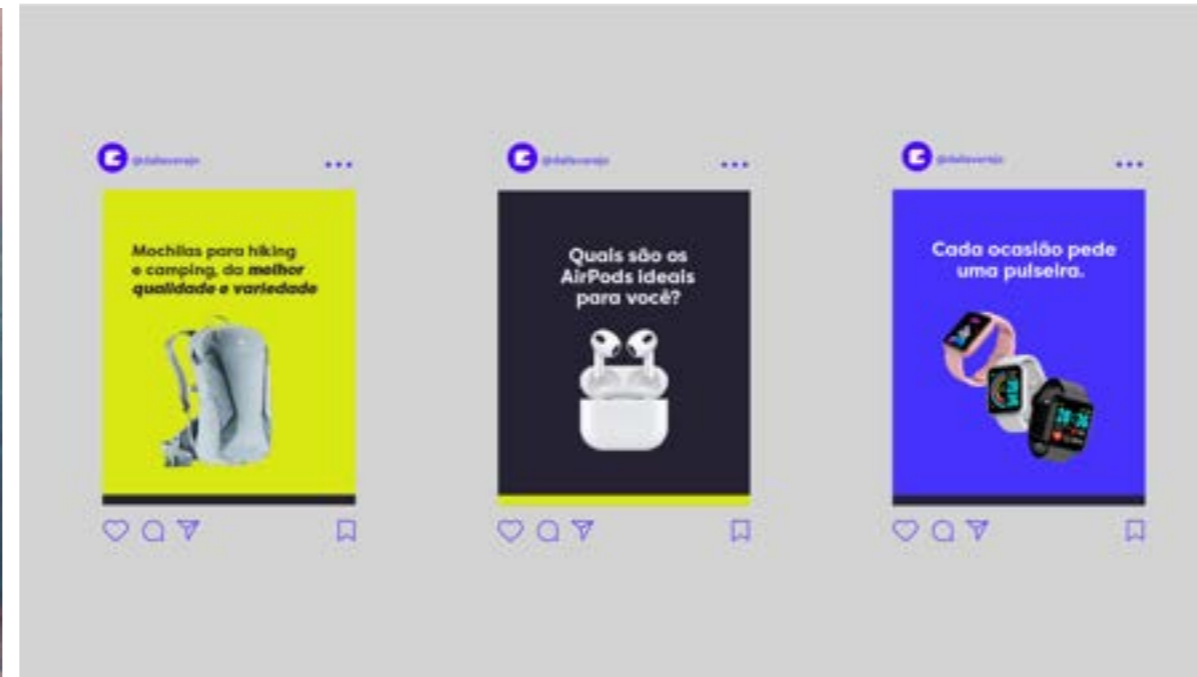 Mochilas para hiking
e camping, da melhor
qualidade e variedade
Quais são os
AirPods ideais
para você?
Cada ocasião pede
uma pulseira.